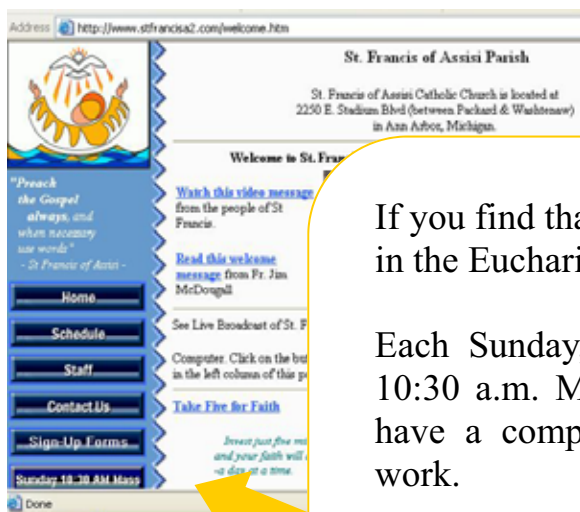 Address http://www.stfrancisa2.com/welcome.htm
St. Francis of Assisi Parish
St. Francis of Assisi Catholic Church is located at
2250 E. Stadium Blvd (between Packard & Washtenaw)
in Ann Arbor, Michigan.
"Preach
the Gospel
always, and
when necessary
use words"
- St Francis of Assisi -
Home
Schedule
Staff
Contact Us
Sign-Up Forms
Sunday 10:30 AM Mass
Welcome to St. Fran
Watch this video message
from the people of St
Francis.
Read this welcome
message from Fr. Jim
McDougall
See Live Broadcast of St. F
Computer. Click on the but
in the left column of this p
Take Five for Faith
Invest just five mi
and your faith will
-a day at a time.
If you find tha
in the Euchari
Each Sunday
10:30 a.m. M
have a comp
work.
Done